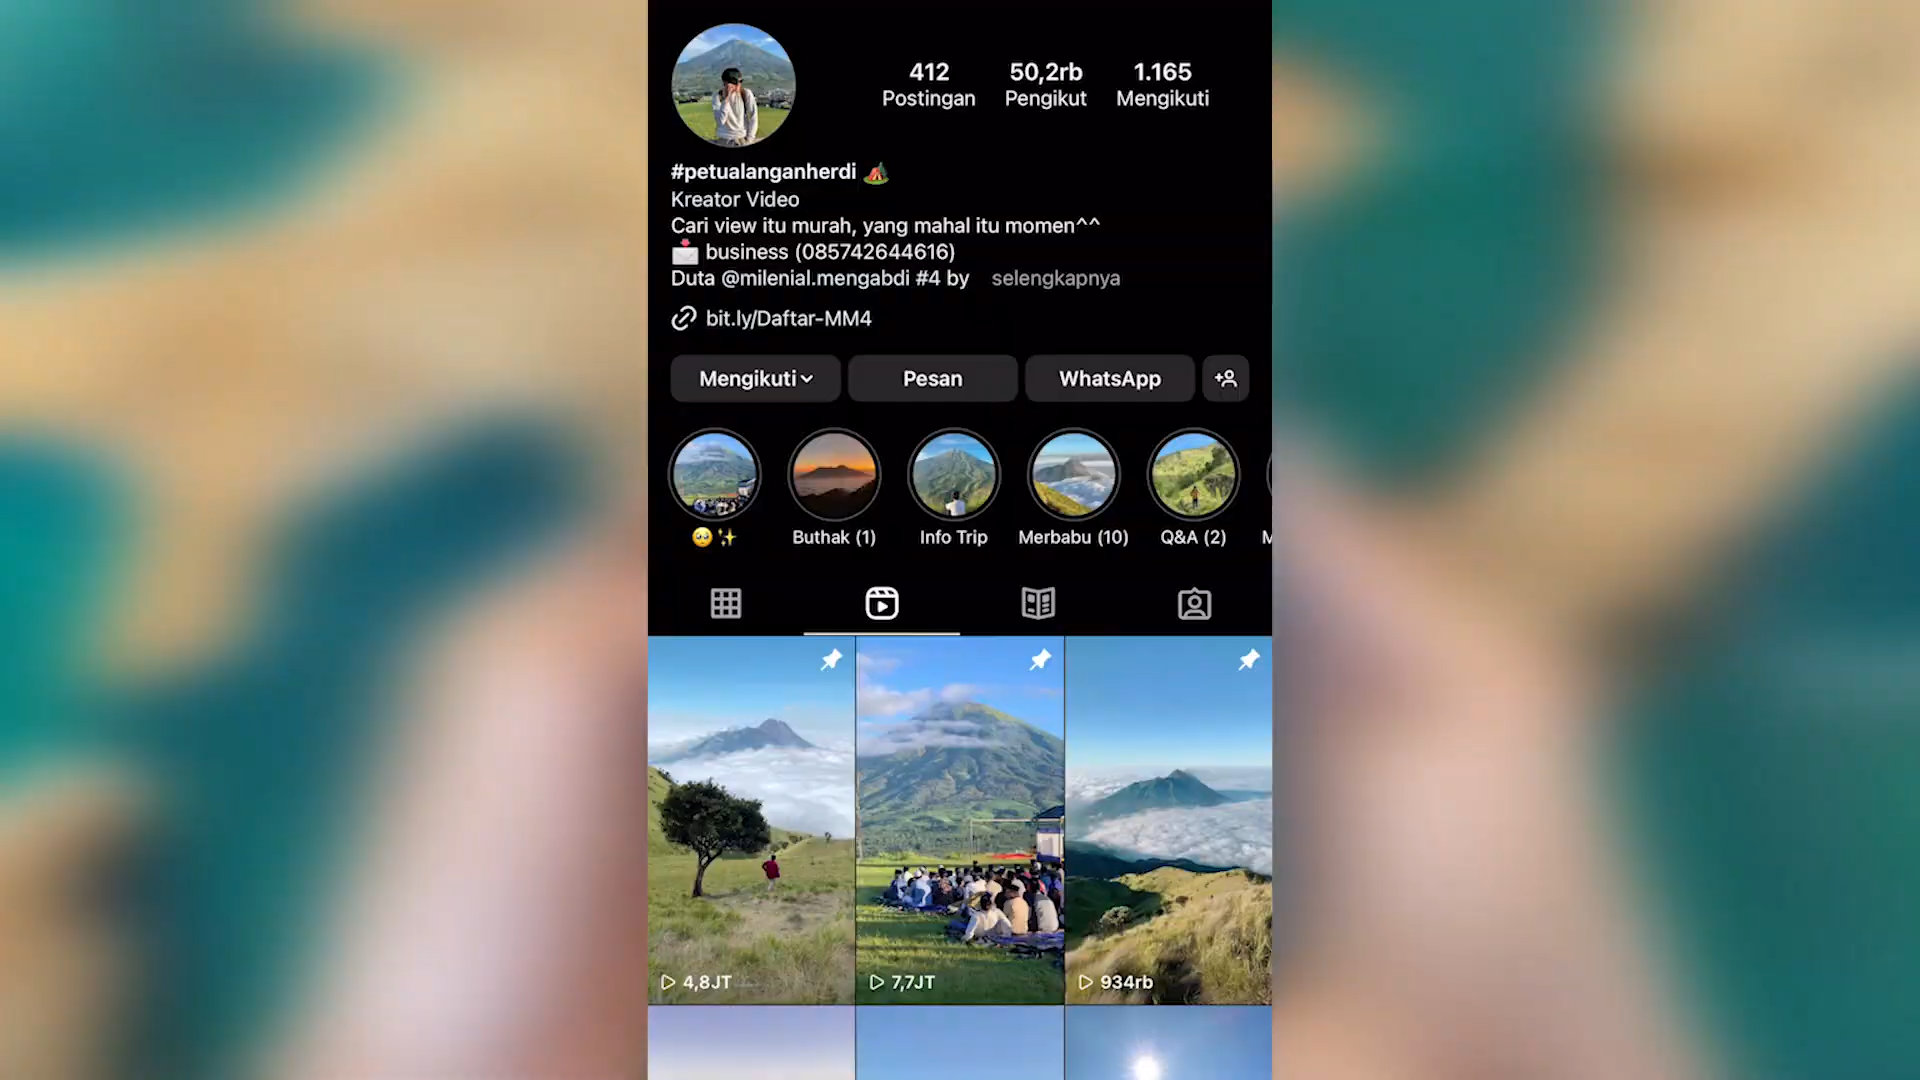 412 50,2rb 1.165
Postingan Pengikut Mengikuti
#petualanganherdi 🏕️
Kreator Video
Cari view itu murah, yang mahal itu momen^^
📩 business (085742644616)
Duta @milenial.mengabdi #4 by selengkapnya
bit.ly/Daftar-MM4
Mengikuti Pesan WhatsApp
🥺✨ Buthak (1) Info Trip Merbabu (10) Q&A (2) M
4,8JT 7,7JT 934rb